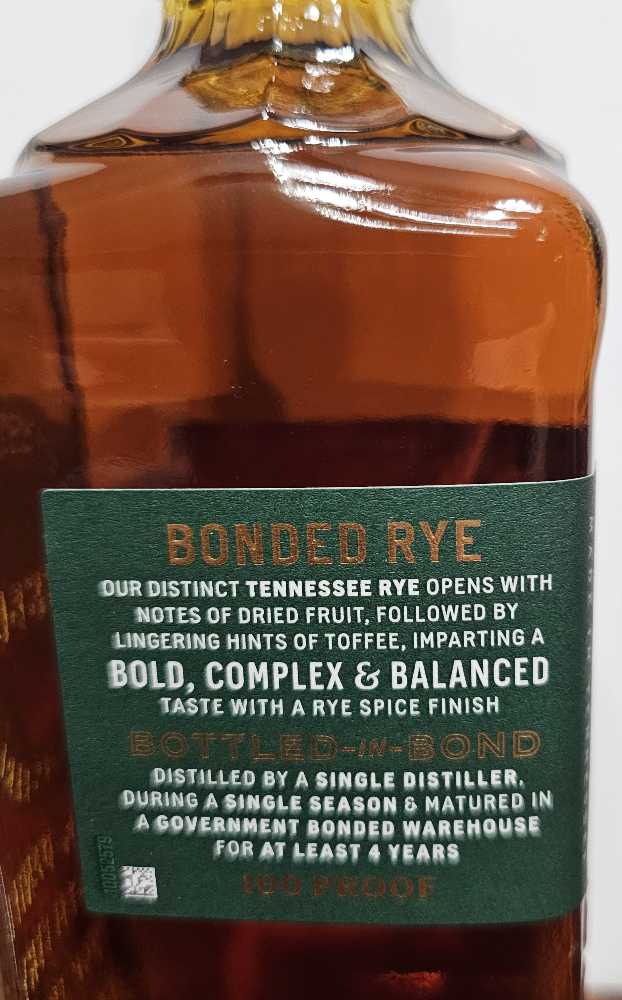 BONDED RYE
OUR DISTINCT TENNESSEE RYE OPENS WITH
NOTES OF DRIED FRUIT, FOLLOWED BY
LINGERING HINTS OF TOFFEE, IMPARTING A
BOLD, COMPLEX & BALANCED
TASTE WITH A RYE SPICE FINISH
BOTTLED-IN-BOND
DISTILLED BY A SINGLE DISTILLER,
DURING A SINGLE SEASON & MATURED IN
A GOVERNMENT BONDED WAREHOUSE
FOR AT LEAST 4 YEARS
100 PROOF
10052579